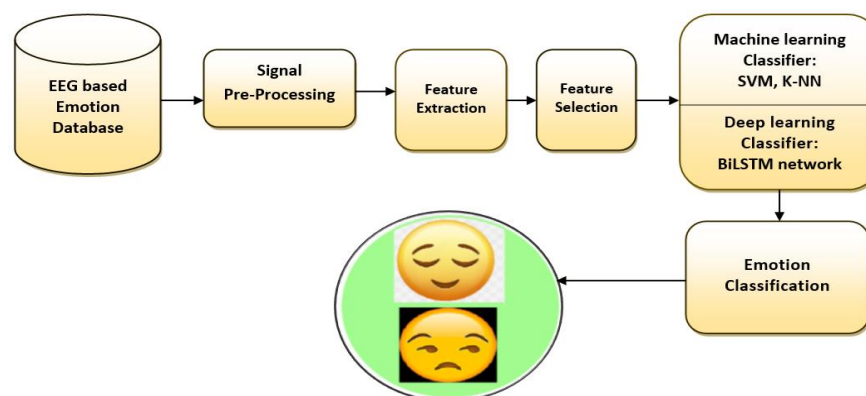 EEG based
Emotion
Database
Signal
Pre-Processing
Feature
Extraction
Feature
Selection
Machine learning
Classifier:
SVM, K-NN
Deep learning
Classifier:
BiLSTM network
Emotion
Classification